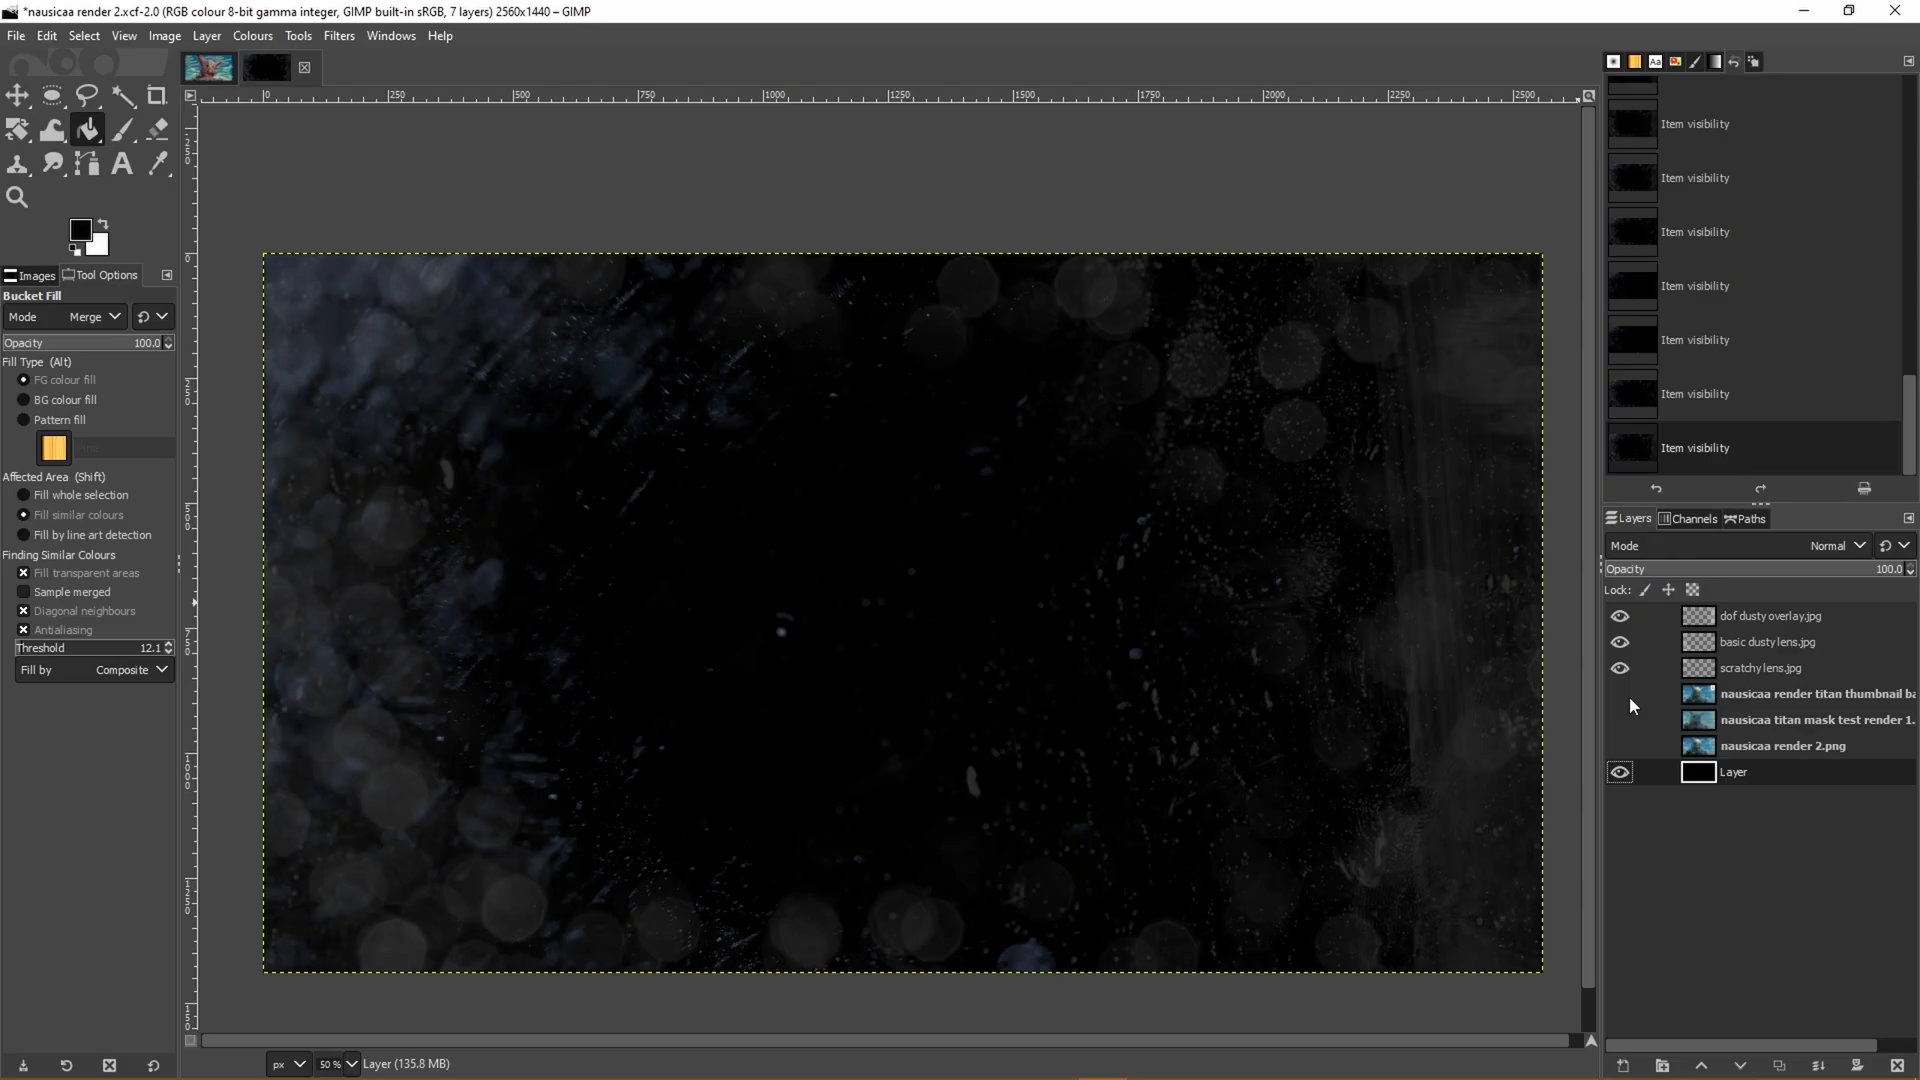 *nausicaa render 2.xcf-2.0 (RGB colour 8-bit gamma integer, GIMP built-in sRGB, 7 layers) 2560x1440 – GIMP
File Edit Select View Image Layer Colours Tools Filters Windows Help
0 250 500 750 1000 1250 1500 1750 2000 2250 2500
Images Tool Options
Bucket Fill
Mode Merge
Opacity 100.0
Fill Type (Alt)
FG colour fill
BG colour fill
Pattern fill
Affected Area (Shift)
Fill whole selection
Fill similar colours
Fill by line art detection
Finding Similar Colours
Fill transparent areas
Sample merged
Diagonal neighbours
Antialiasing
Threshold 12.1
Fill by Composite
Item visibility
Item visibility
Item visibility
Item visibility
Item visibility
Item visibility
Item visibility
Layers Channels Paths
Mode Normal
Opacity 100.0
Lock:
dof dusty overlay.jpg
basic dusty lens.jpg
scratchy lens.jpg
nausicaa render titan thumbnail ba
nausicaa titan mask test render 1.
nausicaa render 2.png
Layer
px 50 % Layer (135.8 MB)